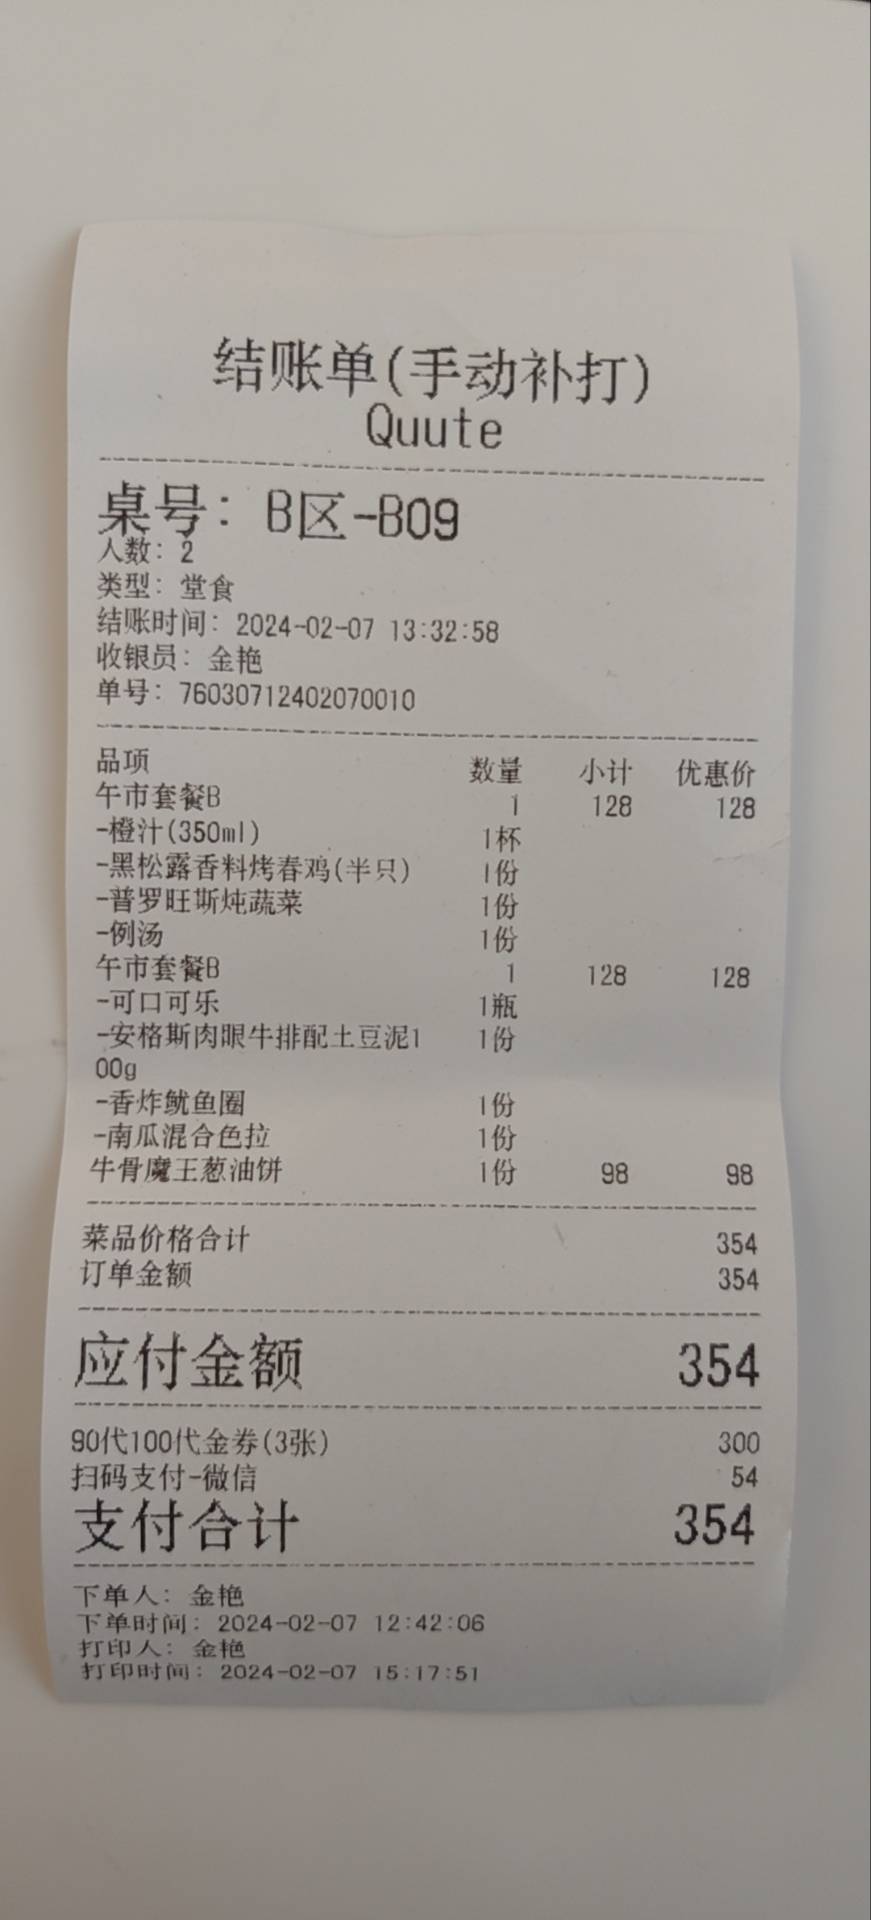 结账单(手动补打)
Quute
桌号: B区-B09
人数: 2
类型: 堂食
结账时间: 2024-02-07 13:32:58
收银员: 金艳
单号: 76030712402070010
品项 数量 小计 优惠价
午市套餐B 1 128 128
-橙汁(350ml) 1杯
-黑松露香料烤春鸡(半只) 1份
-普罗旺斯炖蔬菜 1份
-例汤 1份
午市套餐B 1 128 128
-可口可乐 1瓶
-安格斯肉眼牛排配土豆泥1 1份
00g
-香炸鱿鱼圈 1份
-南瓜混合色拉 1份
牛骨魔王葱油饼 1份 98 98
菜品价格合计 354
订单金额 354
应付金额 354
90代100代金券(3张) 300
扫码支付-微信 54
支付合计 354
下单人: 金艳
下单时间: 2024-02-07 12:42:06
打印人: 金艳
打印时间: 2024-02-07 15:17:51